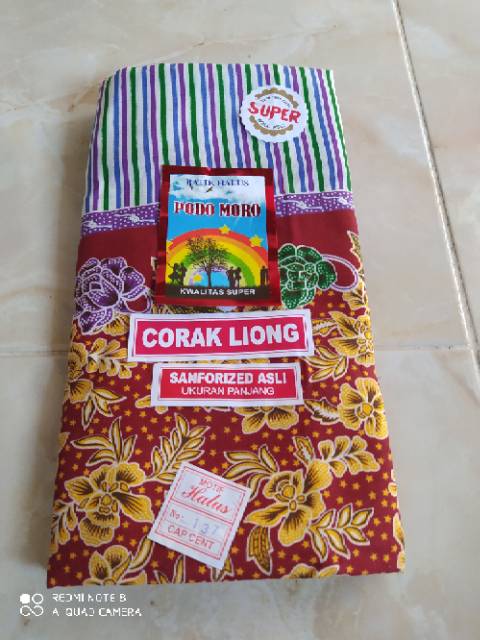 SUPER
BATIK HALUS
PODO MORO
KWALITAS SUPER
CORAK LIONG
SANFORIZED ASLI
UKURAN PANJANG
MOTIF
Halus
No: 137
CAP CENT
REDMI NOTE 8
AI QUAD CAMERA